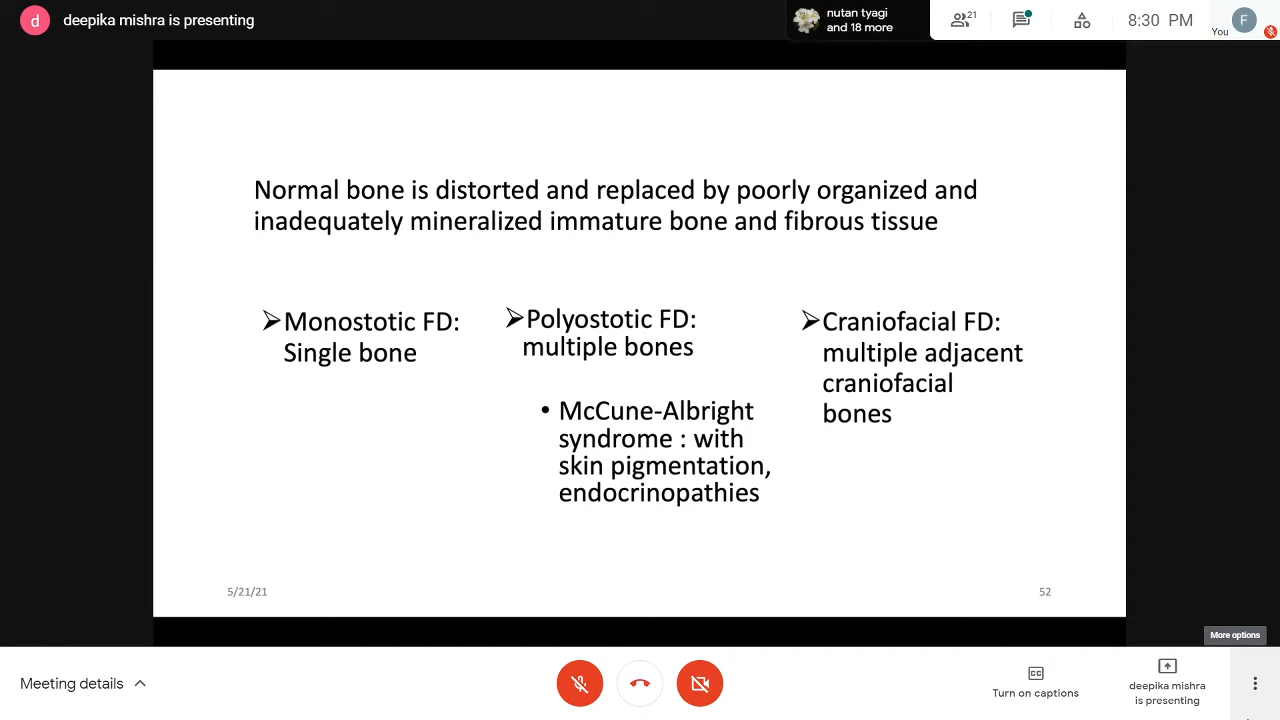 d
deepika mishra is presenting
nutan tyagi
and 18 more
21
8:30 PM
You
F
Normal bone is distorted and replaced by poorly organized and
inadequately mineralized immature bone and fibrous tissue
➢Monostotic FD:
Single bone
➢Polyostotic FD:
multiple bones
• McCune-Albright
syndrome : with
skin pigmentation,
endocrinopathies
➢Craniofacial FD:
multiple adjacent
craniofacial
bones
5/21/21
52
More options
Meeting details
CC
Turn on captions
deepika mishra
is presenting